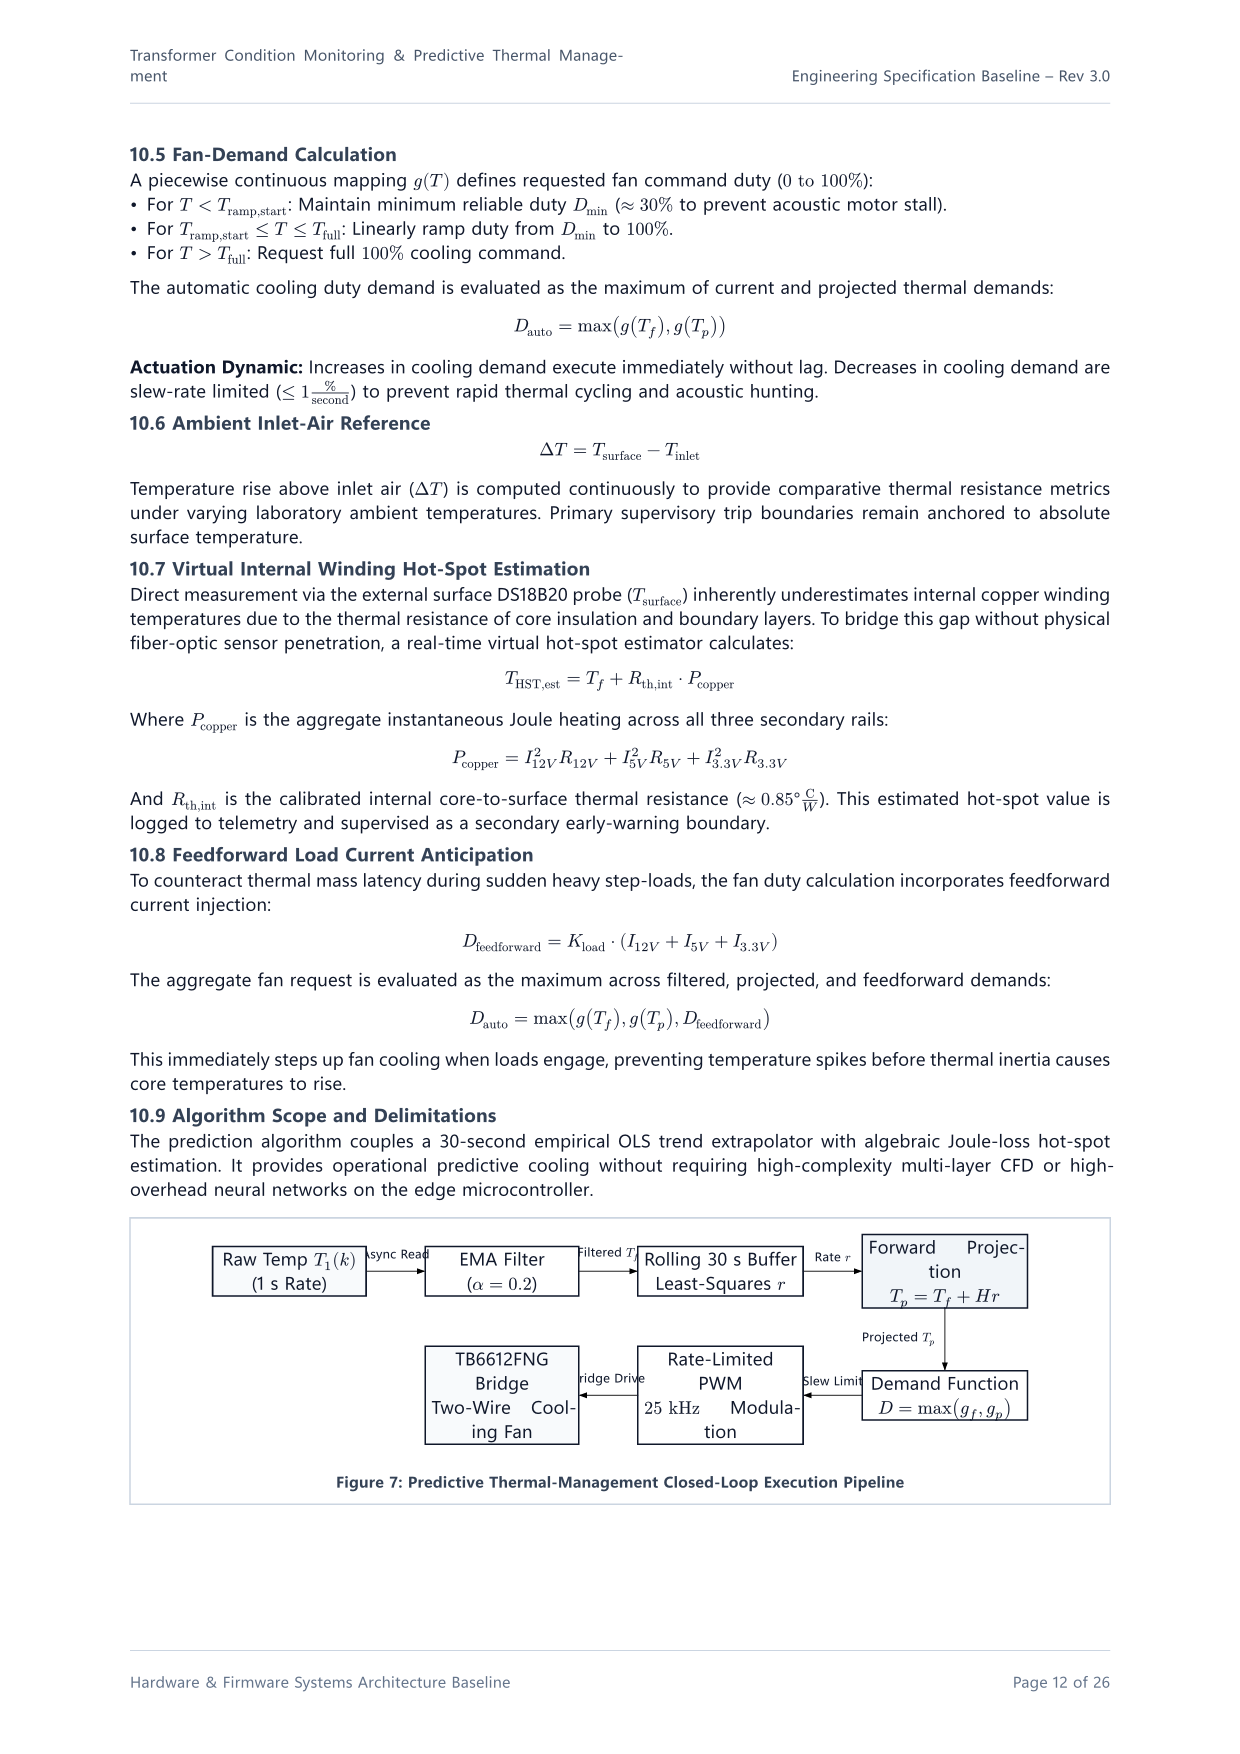 Transformer Condition Monitoring & Predictive Thermal Manage-
ment
Engineering Specification Baseline – Rev 3.0
10.5 Fan-Demand Calculation
A piecewise continuous mapping g(T) defines requested fan command duty (0 to 100%):
• For T < T_ramp,start: Maintain minimum reliable duty D_min (≈ 30% to prevent acoustic motor stall).
• For T_ramp,start ≤ T ≤ T_full: Linearly ramp duty from D_min to 100%.
• For T > T_full: Request full 100% cooling command.
The automatic cooling duty demand is evaluated as the maximum of current and projected thermal demands:
D_auto = max(g(T_f), g(T_p))
Actuation Dynamic: Increases in cooling demand execute immediately without lag. Decreases in cooling demand are
slew-rate limited (≤ 1 %/second) to prevent rapid thermal cycling and acoustic hunting.
10.6 Ambient Inlet-Air Reference
ΔT = T_surface − T_inlet
Temperature rise above inlet air (ΔT) is computed continuously to provide comparative thermal resistance metrics
under varying laboratory ambient temperatures. Primary supervisory trip boundaries remain anchored to absolute
surface temperature.
10.7 Virtual Internal Winding Hot-Spot Estimation
Direct measurement via the external surface DS18B20 probe (T_surface) inherently underestimates internal copper winding
temperatures due to the thermal resistance of core insulation and boundary layers. To bridge this gap without physical
fiber-optic sensor penetration, a real-time virtual hot-spot estimator calculates:
T_HST,est = T_f + R_th,int · P_copper
Where P_copper is the aggregate instantaneous Joule heating across all three secondary rails:
P_copper = I²_12V R_12V + I²_5V R_5V + I²_3.3V R_3.3V
And R_th,int is the calibrated internal core-to-surface thermal resistance (≈ 0.85° C/W). This estimated hot-spot value is
logged to telemetry and supervised as a secondary early-warning boundary.
10.8 Feedforward Load Current Anticipation
To counteract thermal mass latency during sudden heavy step-loads, the fan duty calculation incorporates feedforward
current injection:
D_feedforward = K_load · (I_12V + I_5V + I_3.3V)
The aggregate fan request is evaluated as the maximum across filtered, projected, and feedforward demands:
D_auto = max(g(T_f), g(T_p), D_feedforward)
This immediately steps up fan cooling when loads engage, preventing temperature spikes before thermal inertia causes
core temperatures to rise.
10.9 Algorithm Scope and Delimitations
The prediction algorithm couples a 30-second empirical OLS trend extrapolator with algebraic Joule-loss hot-spot
estimation. It provides operational predictive cooling without requiring high-complexity multi-layer CFD or high-
overhead neural networks on the edge microcontroller.
Raw Temp T_1(k)
(1 s Rate)
Async Read
EMA Filter
(α = 0.2)
Filtered T_f
Rolling 30 s Buffer
Least-Squares r
Rate r
Forward Projec-
tion
T_p = T_f + Hr
Projected T_p
Demand Function
D = max(g_f, g_p)
Slew Limit
Rate-Limited
PWM
25 kHz Modula-
tion
ridge Drive
TB6612FNG
Bridge
Two-Wire Cool-
ing Fan
Figure 7: Predictive Thermal-Management Closed-Loop Execution Pipeline
Hardware & Firmware Systems Architecture Baseline
Page 12 of 26